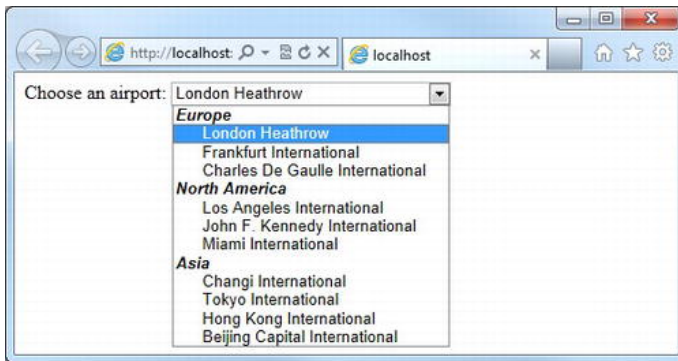 http://localhost:
localhost
Choose an airport: London Heathrow
Europe
London Heathrow
Frankfurt International
Charles De Gaulle International
North America
Los Angeles International
John F. Kennedy International
Miami International
Asia
Changi International
Tokyo International
Hong Kong International
Beijing Capital International